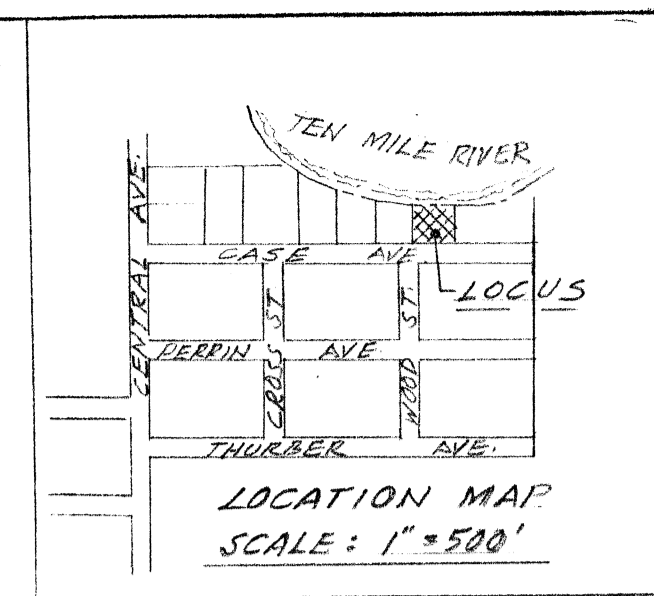 TEN MILE RIVER
CENTRAL AVE.
CASE AVE
LOCUS
CROSS ST
WOOD ST.
PERRIN AVE.
THURBER AVE.
LOCATION MAP
SCALE: 1" = 500'